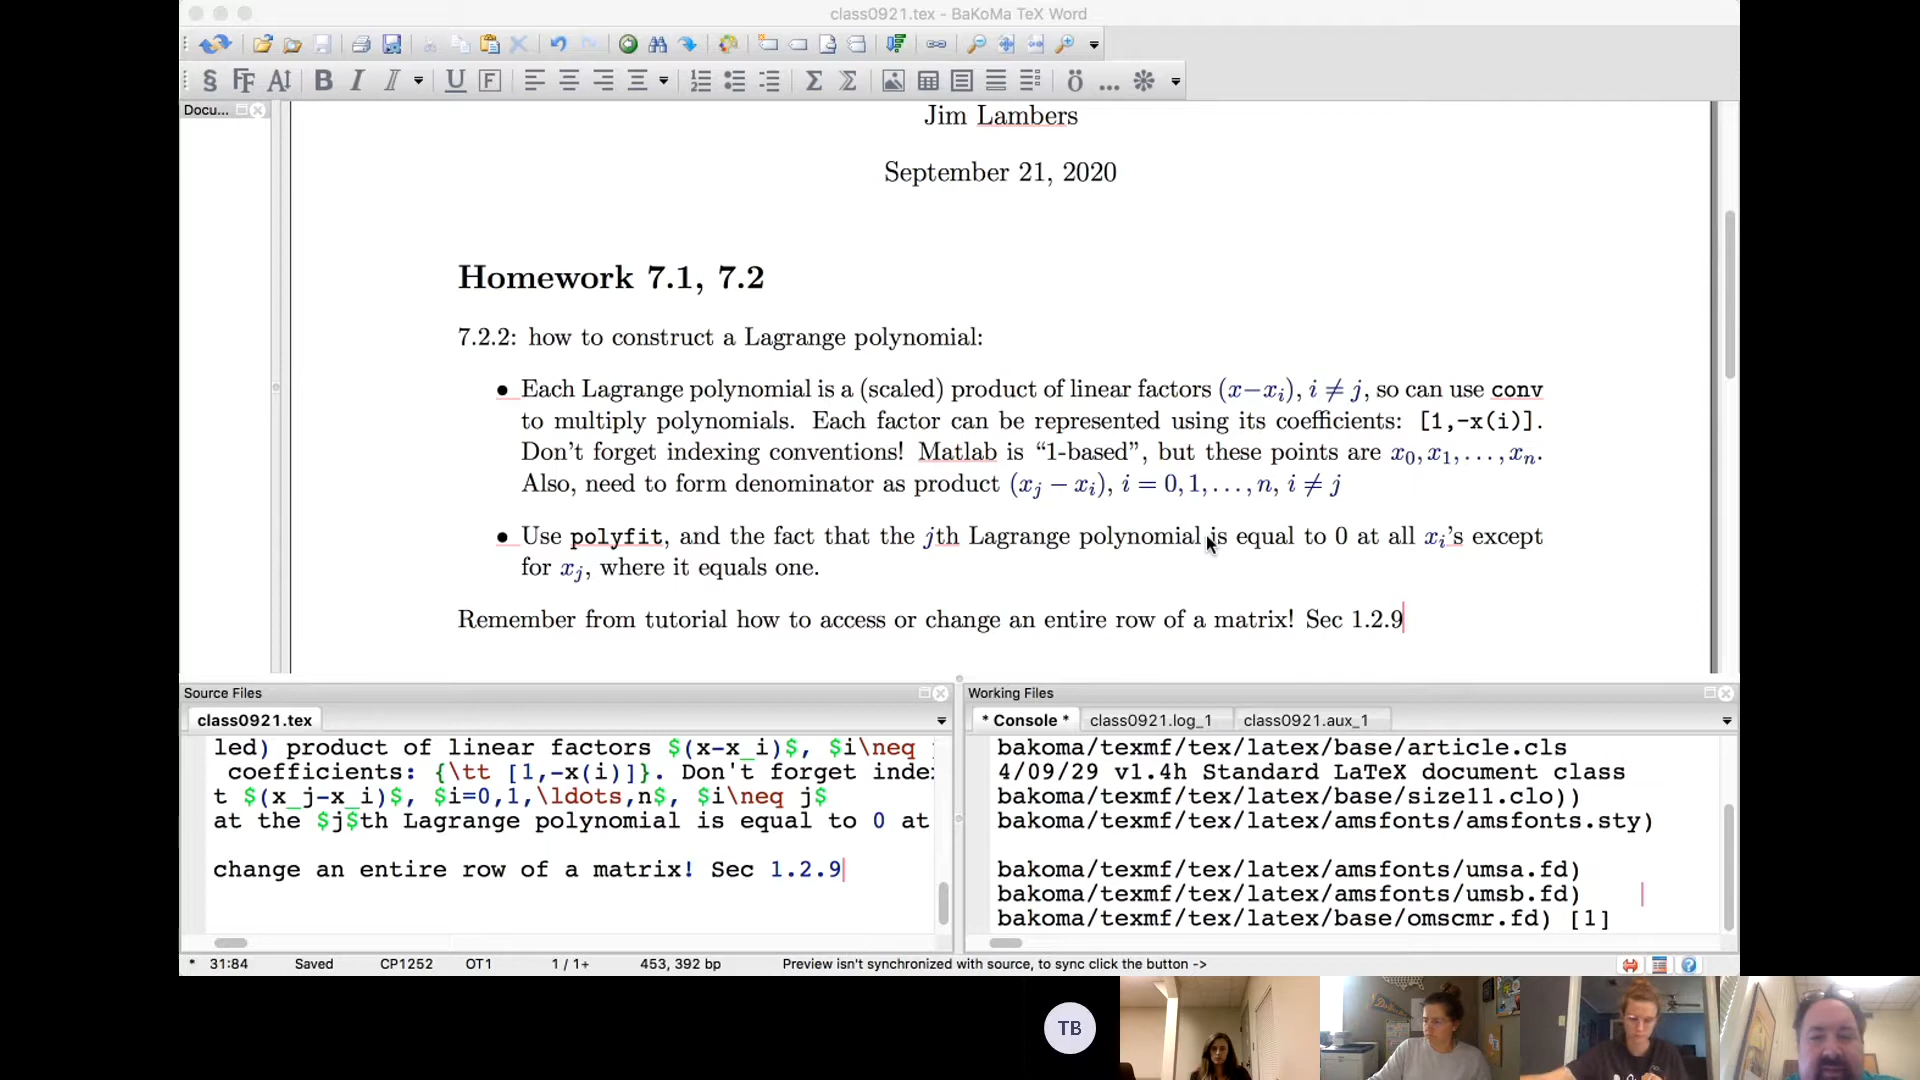 class0921.tex - BaKoMa TeX Word
Docu...
Jim Lambers
September 21, 2020
Homework 7.1, 7.2
7.2.2: how to construct a Lagrange polynomial:
• Each Lagrange polynomial is a (scaled) product of linear factors (x−x_i), i ≠ j, so can use conv
to multiply polynomials. Each factor can be represented using its coefficients: [1,-x(i)].
Don't forget indexing conventions! Matlab is “1-based”, but these points are x_0, x_1, . . . , x_n.
Also, need to form denominator as product (x_j − x_i), i = 0, 1, . . . , n, i ≠ j
• Use polyfit, and the fact that the jth Lagrange polynomial is equal to 0 at all x_i's except
for x_j, where it equals one.
Remember from tutorial how to access or change an entire row of a matrix! Sec 1.2.9
Source Files
class0921.tex
led) product of linear factors $(x-x_i)$, $i\neq
coefficients: {\tt [1,-x(i)]}. Don't forget inde
t $(x_j-x_i)$, $i=0,1,\ldots,n$, $i\neq j$
at the $j$th Lagrange polynomial is equal to 0 at
change an entire row of a matrix! Sec 1.2.9
Working Files
* Console * class0921.log_1 class0921.aux_1
bakoma/texmf/tex/latex/base/article.cls
4/09/29 v1.4h Standard LaTeX document class
bakoma/texmf/tex/latex/base/size11.clo))
bakoma/texmf/tex/latex/amsfonts/amsfonts.sty)
bakoma/texmf/tex/latex/amsfonts/umsa.fd)
bakoma/texmf/tex/latex/amsfonts/umsb.fd)
bakoma/texmf/tex/latex/base/omscmr.fd) [1]
* 31:84 Saved CP1252 OT1 1 / 1+ 453, 392 bp Preview isn't synchronized with source, to sync click the button ->
TB